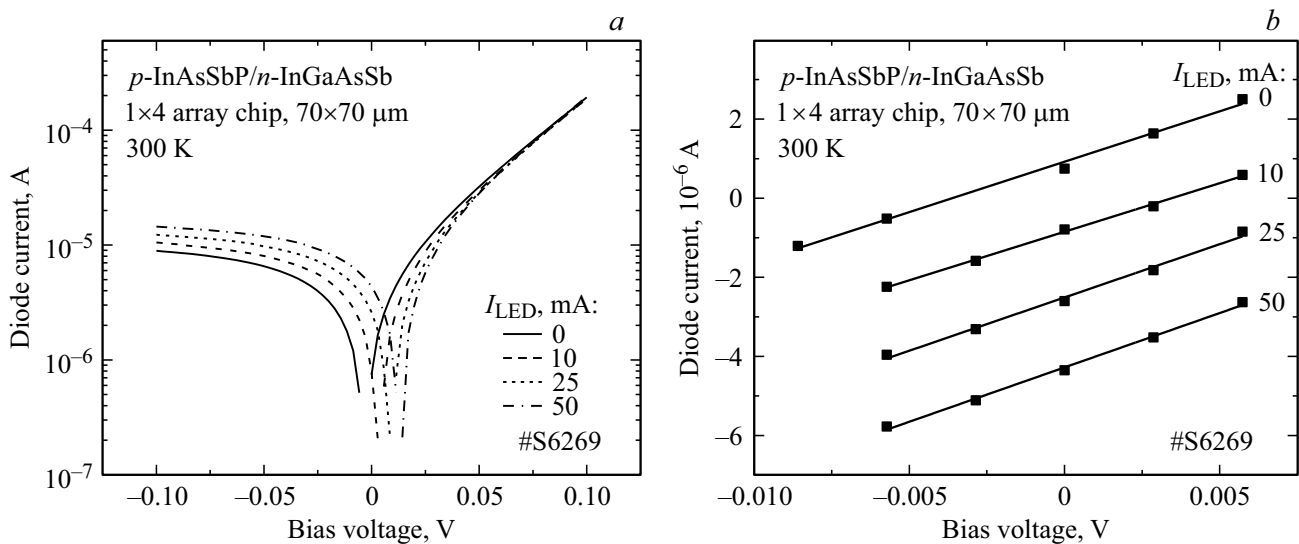 a
p-InAsSbP/n-InGaAsSb
1×4 array chip, 70×70 μm
300 K
10⁻⁴
10⁻⁵
10⁻⁶
10⁻⁷
Diode current, A
I_LED, mA:
0
10
25
50
#S6269
–0.10
–0.05
0
0.05
0.10
Bias voltage, V
b
p-InAsSbP/n-InGaAsSb
1×4 array chip, 70×70 μm
300 K
I_LED, mA:
0
10
25
50
2
0
–2
–4
–6
Diode current, 10⁻⁶ A
#S6269
–0.010
–0.005
0
0.005
Bias voltage, V